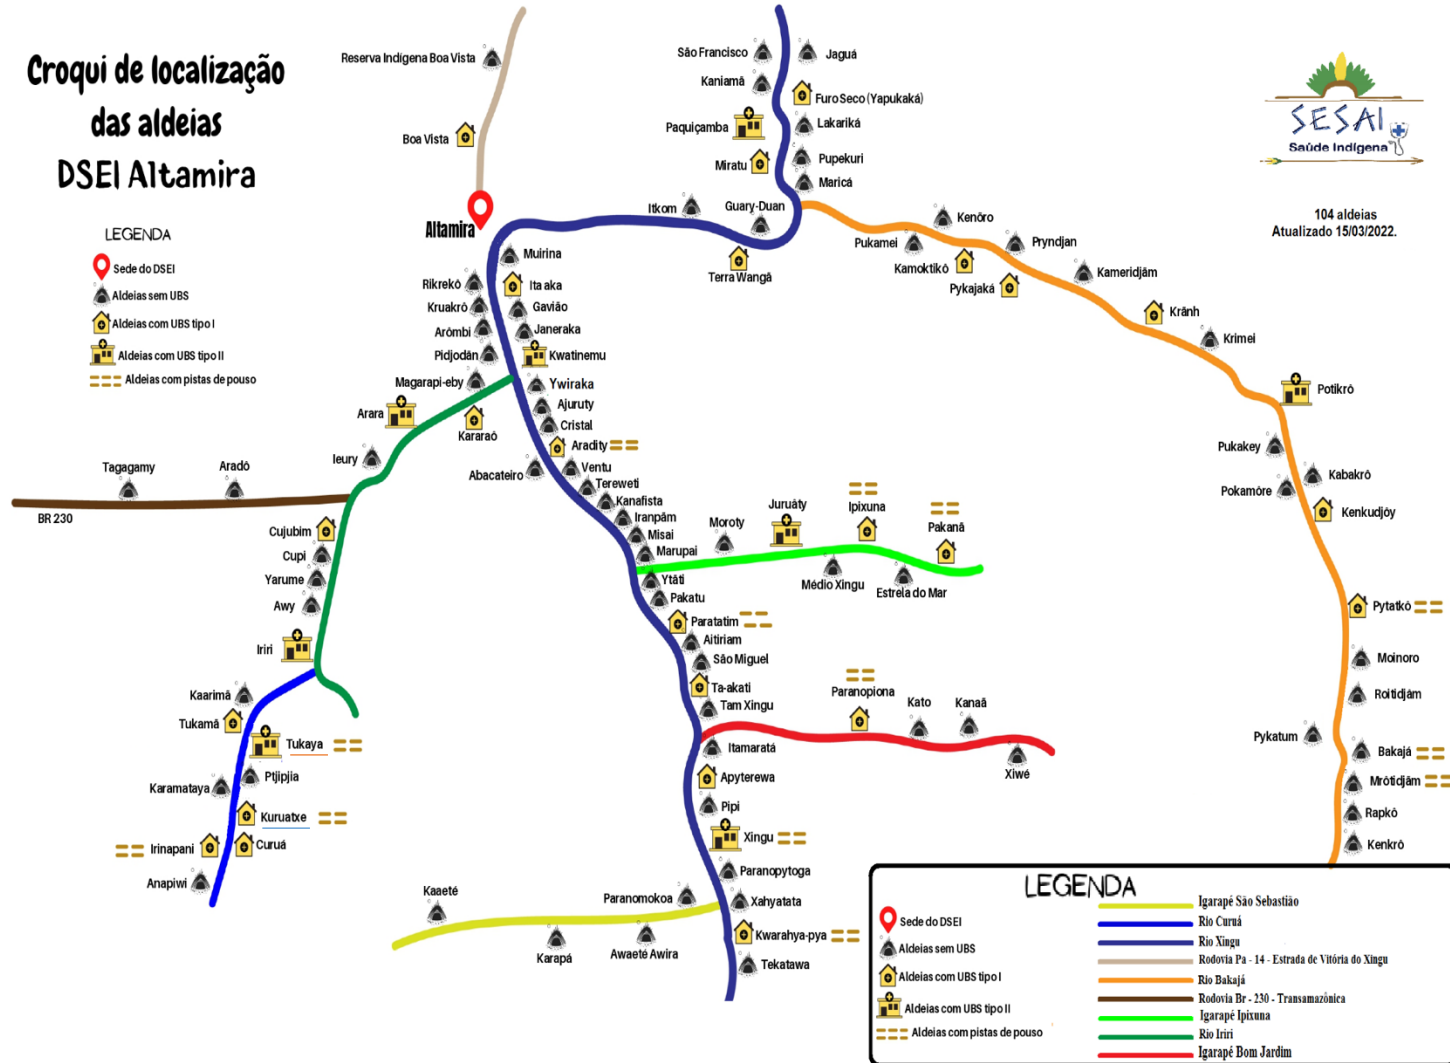 Croqui de localização
das aldeias
DSEI Altamira
LEGENDA
Sede do DSEI
Aldeias sem UBS
Aldeias com UBS tipo I
Aldeias com UBS tipo II
Aldeias com pistas de pouso
SESAI
Saúde Indígena
104 aldeias
Atualizado 15/03/2022.
Reserva Indígena Boa Vista
Boa Vista
Altamira
São Francisco
Jaguá
Kaniamã
Furo Seco (Yapukaká)
Paquiçamba
Lakariká
Miratu
Pupekuri
Maricá
Itkom
Guary-Duan
Terra Wangã
Pukamei
Kenôro
Kamoktikô
Pryndjan
Pykajaká
Kameridjãm
Krãnh
Krimei
Potikrô
Pukakey
Kabakrô
Pokamôre
Kenkudjôy
Pytatkô
Moinoro
Roitidjãm
Pykatum
Bakajá
Mrôtidjãm
Rapkô
Kenkrô
Muirina
Rikrekô
Ita aka
Kruakrô
Gavião
Arômbi
Janeraka
Pidjodãn
Kwatinemu
Magarapi-eby
Ywiraka
Arara
Kararaô
Ajuruty
Cristal
Ieury
Aradity
Abacateiro
Ventu
Tereweti
Kanafista
Iranpãm
Misai
Marupai
Tagagamy
Aradô
BR 230
Cujubim
Cupi
Yarume
Awy
Iriri
Moroty
Juruãty
Ipixuna
Pakanã
Médio Xingu
Estrela do Mar
Ytãti
Pakatu
Paratatim
Aitiriam
São Miguel
Ta-akati
Tam Xingu
Kaarimã
Tukamã
Tukaya
Ptjipjia
Karamataya
Kuruatxe
Irinapani
Curuá
Anapiwi
Paranopiona
Kato
Kanaã
Xiwé
Itamaratá
Apyterewa
Pipi
Xingu
Paranopytoga
Kaaeté
Paranomokoa
Xahyatata
Karapá
Awaeté Awira
Kwarahya-pya
Tekatawa
LEGENDA
Sede do DSEI
Aldeias sem UBS
Aldeias com UBS tipo I
Aldeias com UBS tipo II
Aldeias com pistas de pouso
Igarapé São Sebastião
Rio Curuá
Rio Xingu
Rodovia Pa - 14 - Estrada de Vitória do Xingu
Rio Bakajá
Rodovia Br - 230 - Transamazônica
Igarapé Ipixuna
Rio Iriri
Igarapé Bom Jardim